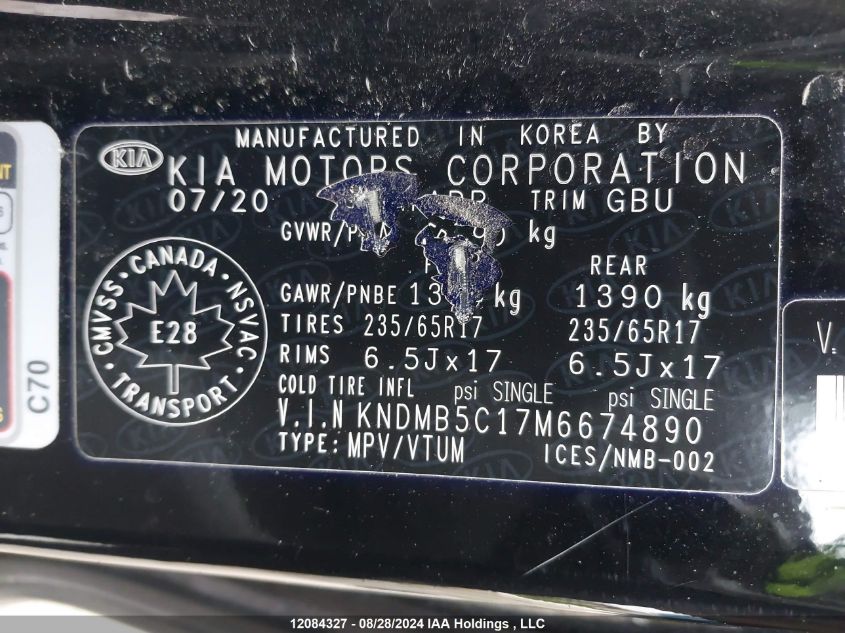 MANUFACTURED IN KOREA BY
KIA
KIA MOTORS CORPORATION
07/20 TRIM GBU
GVWR/ kg
REAR
GAWR/PNBE kg 1390 kg
TIRES 235/65R17 235/65R17
RIMS 6.5Jx17 6.5Jx17
COLD TIRE INFL psi SINGLE psi SINGLE
V.I.N KNDMB5C17M6674890
TYPE: MPV/VTUM ICES/NMB-002
CMVSS · CANADA · NSVAC · TRANSPORT ·
E28
C70
V.
12084327 - 08/28/2024 IAA Holdings , LLC